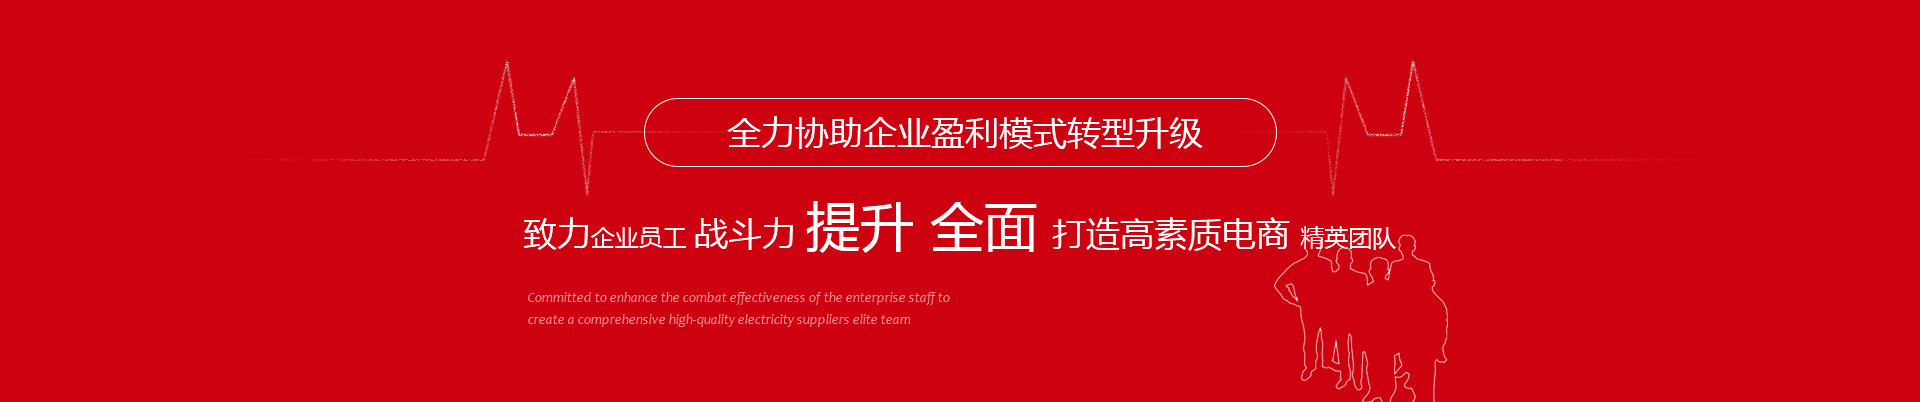 全力协助企业盈利模式转型升级
致力企业员工 战斗力 提升 全面 打造高素质电商 精英团队
Committed to enhance the combat effectiveness of the enterprise staff to
create a comprehensive high-quality electricity suppliers elite team